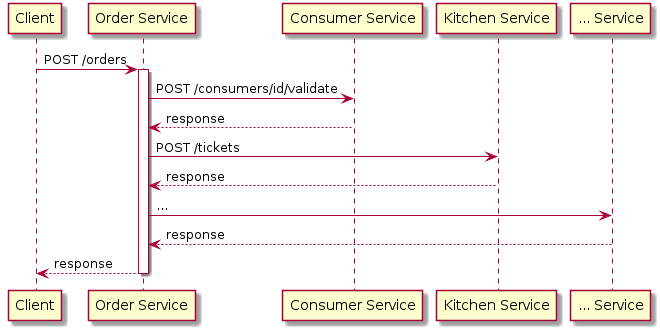 Client Order Service Consumer Service Kitchen Service ... Service
POST /orders
POST /consumers/id/validate
response
POST /tickets
response
...
response
response
Client Order Service Consumer Service Kitchen Service ... Service